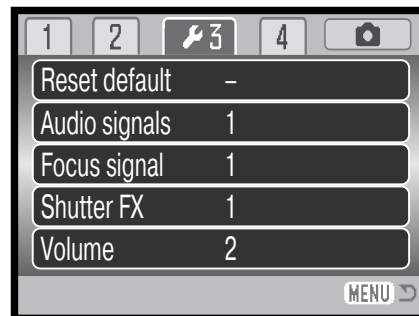 1 2 3 4
Reset default –
Audio signals 1
Focus signal 1
Shutter FX 1
Volume 2
MENU